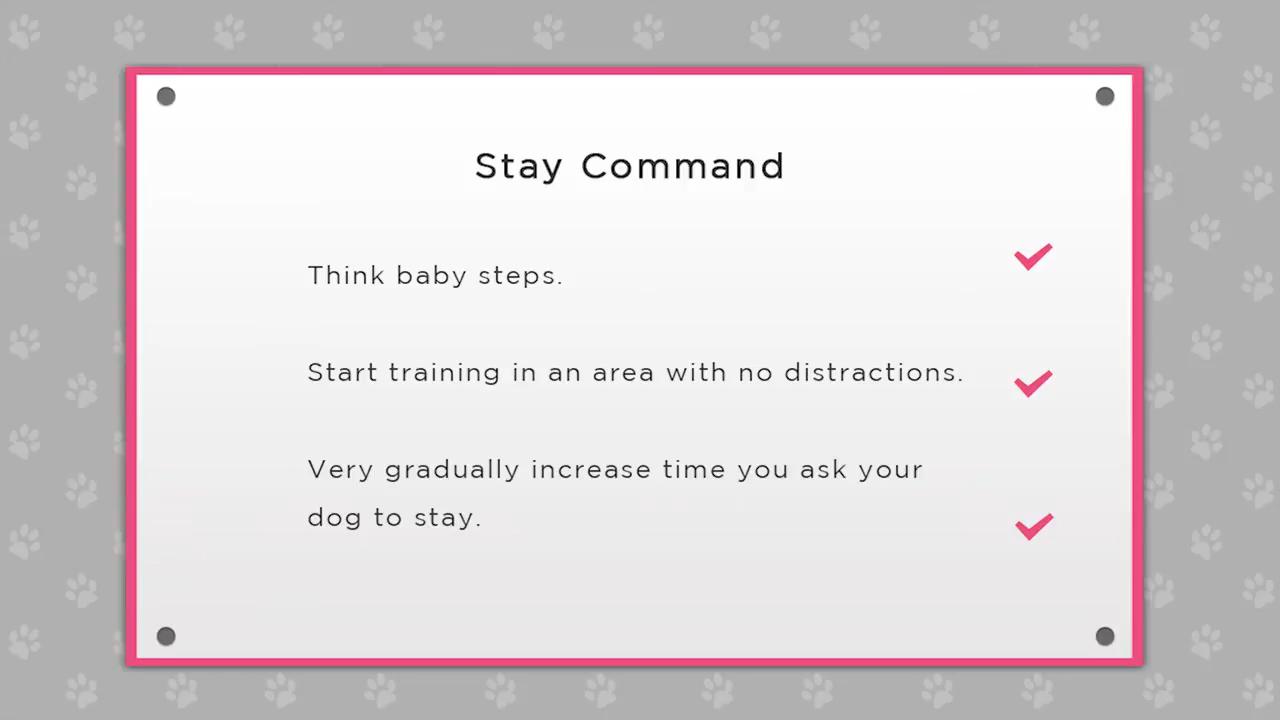 Stay Command
Think baby steps.
Start training in an area with no distractions.
Very gradually increase time you ask your
dog to stay.